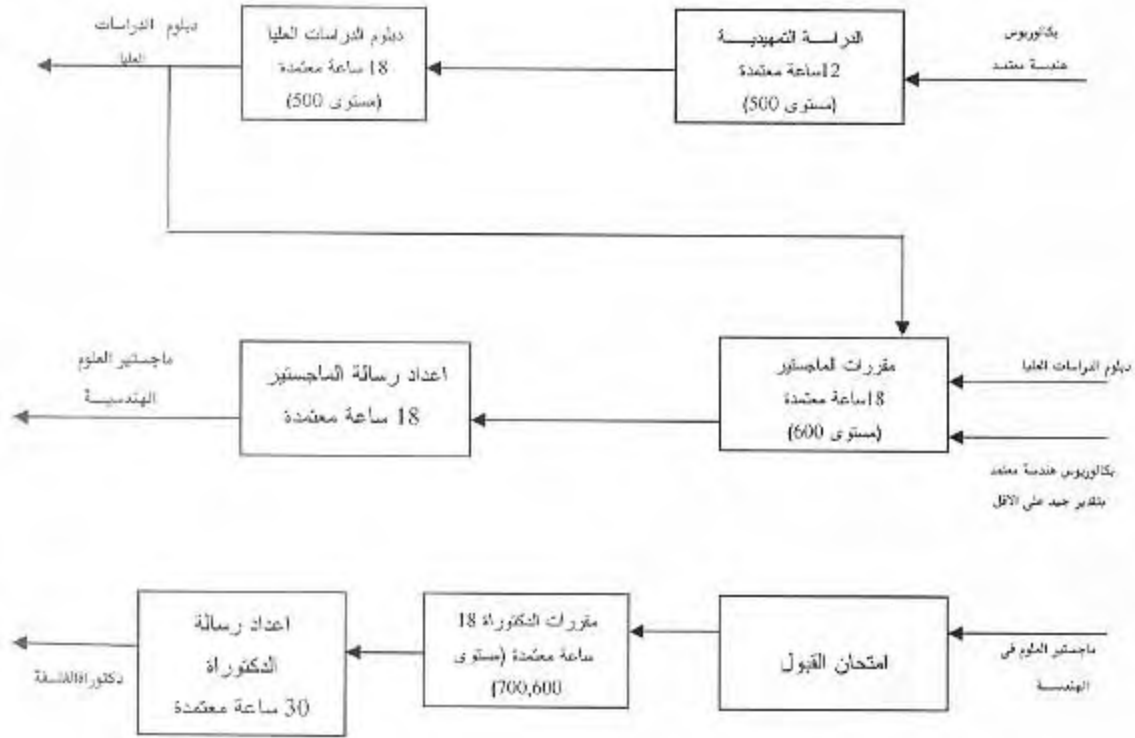 بكالوريوس
هندسة معتمد
الدراسة التمهيدية
12ساعة معتمدة
(مستوى 500)
دبلوم الدراسات العليا
18 ساعة معتمدة
(مستوى 500)
دبلوم الدراسات
العليا
دبلوم الدراسات العليا
بكالوريوس هندسة معتمد
بتقدير جيد على الاقل
مقررات الماجستير
18ساعة معتمدة
(مستوى 600)
اعداد رسالة الماجستير
18 ساعة معتمدة
ماجستير العلوم
الهندسية
ماجستير العلوم فى
الهندسة
امتحان القبول
مقررات الدكتوراة 18
ساعة معتمدة (مستوى
700,600)
اعداد رسالة
الدكتوراة
30 ساعة معتمدة
دكتوراةالفلسفة